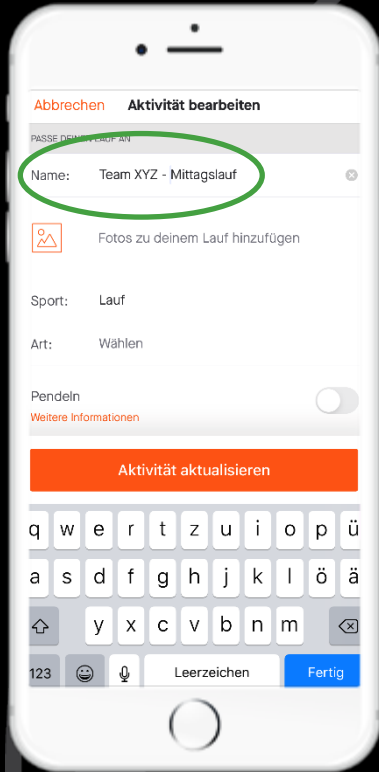 Abbrechen Aktivität bearbeiten
PASSE DEINEN LAUF AN
Name: Team XYZ - Mittagslauf
Fotos zu deinem Lauf hinzufügen
Sport: Lauf
Art: Wählen
Pendeln
Weitere Informationen
Aktivität aktualisieren
q w e r t z u i o p ü
a s d f g h j k l ö ä
y x c v b n m
123 Leerzeichen Fertig